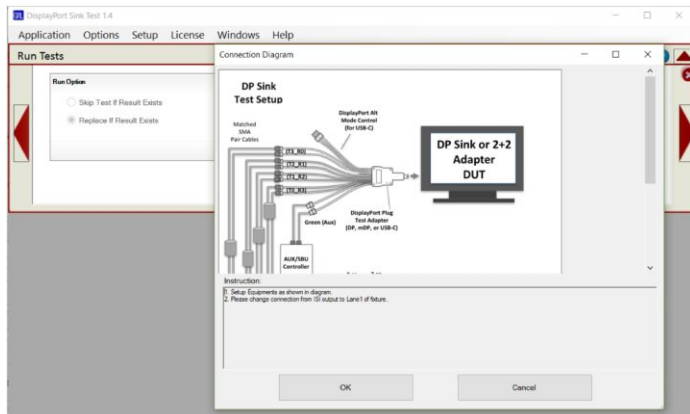 DisplayPort Sink Test 1.4
Application Options Setup License Windows Help
Run Tests
Run Option
Skip Test If Result Exists
Replace If Result Exists
Connection Diagram
DP Sink
Test Setup
Matched
SMA
Pair Cables
DisplayPort Alt
Mode Control
(for USB-C)
(T3_R0)
(T2_R1)
(T1_R2)
(T0_R3)
DP Sink or 2+2
Adapter
DUT
DisplayPort Plug
Test Adapter
(DP, mDP, or USB-C)
Green (Aux)
AUX/SBU
Controller
Instruction:
1. Setup Equipments as shown in diagram.
2. Please change connection from ISI output to Lane1 of fixture.
OK
Cancel